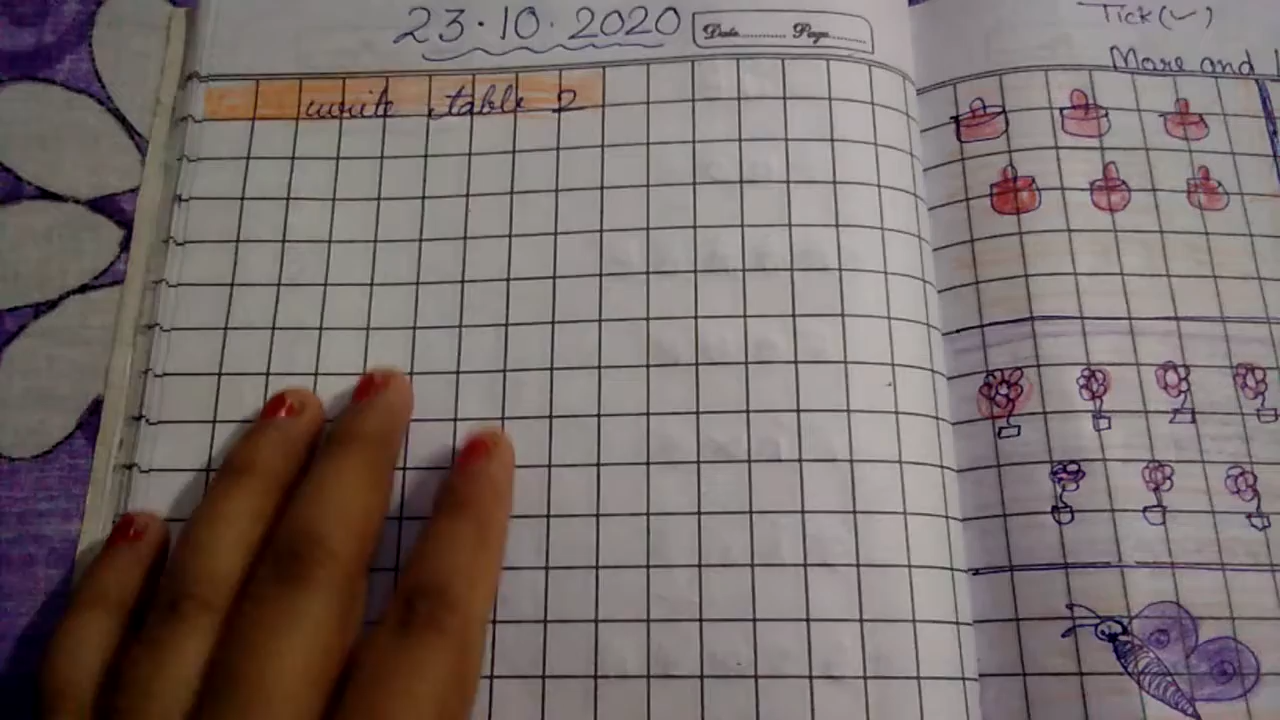 23.10.2020
Date............ Page............
write table 2
Tick(✓)
More and